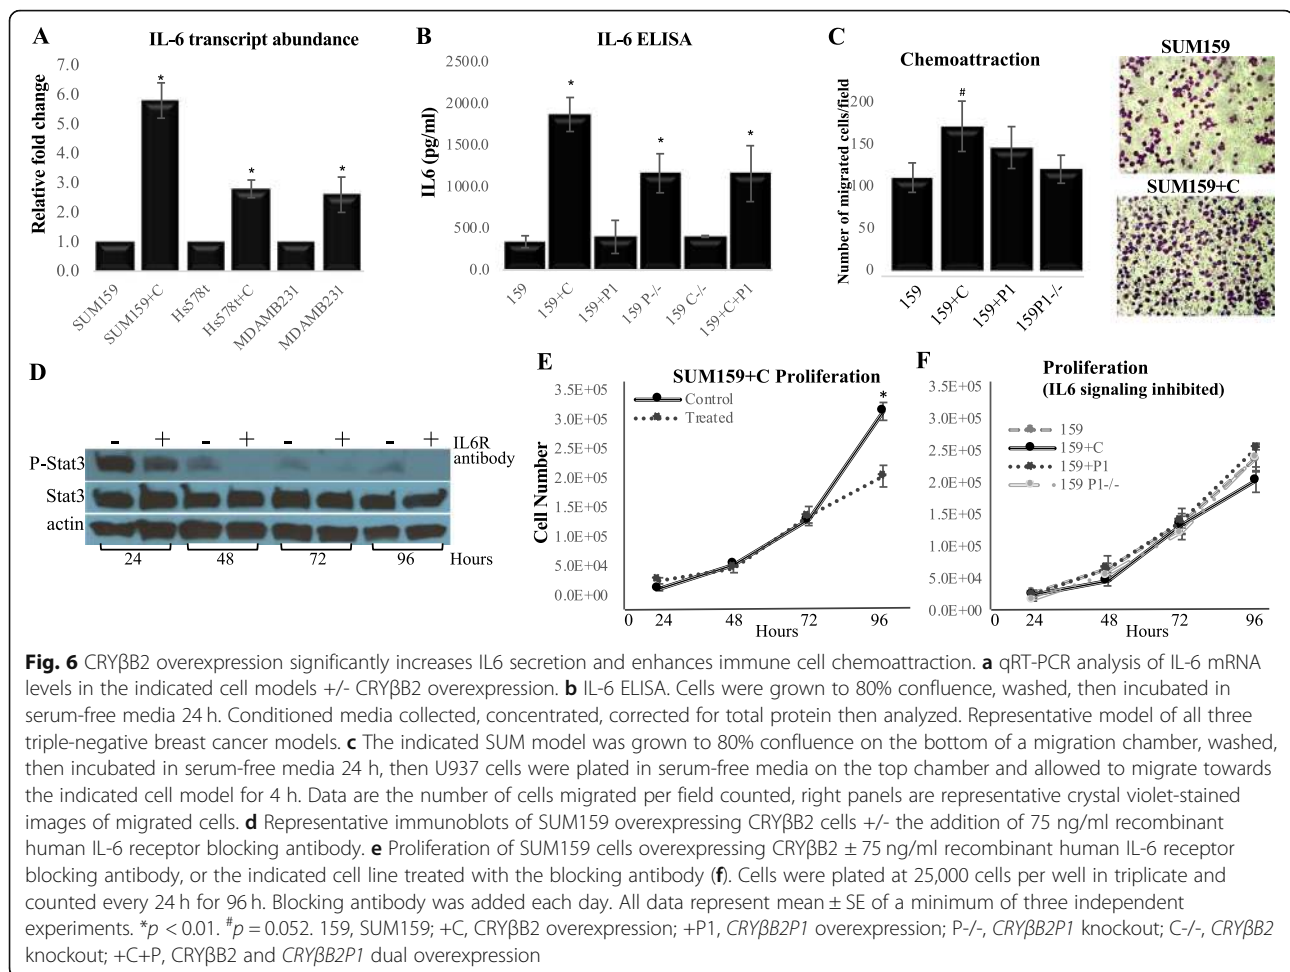 A
IL-6 transcript abundance
Relative fold change
7.0
6.0
5.0
4.0
3.0
2.0
1.0
0.0
*
*
*
SUM159
SUM159+C
Hs578t
Hs578t+C
MDAMB231
MDAMB231
B
IL-6 ELISA
IL6 (pg/ml)
2500.0
2000.0
1500.0
1000.0
500.0
0.0
*
*
*
159
159+C
159+P1
159 P-/-
159 C-/-
159+C+P1
C
Chemoattraction
Number of migrated cells/field
200
150
100
50
0
#
159
159+C
159+P1
159P1-/-
SUM159
SUM159+C
D
- + - + - + - +
IL6R
antibody
P-Stat3
Stat3
actin
24 48 72 96 Hours
E
SUM159+C Proliferation
Control
Treated
Cell Number
3.5E+05
3.0E+05
2.5E+05
2.0E+05
1.5E+05
1.0E+05
5.0E+04
0.0E+00
*
0 24 48 72 96
Hours
F
Proliferation
(IL6 signaling inhibited)
159
159+C
159+P1
159 P1-/-
3.5E+05
3.0E+05
2.5E+05
2.0E+05
1.5E+05
1.0E+05
5.0E+04
0.0E+00
0 24 48 72 96
Hours
Fig. 6 CRYβB2 overexpression significantly increases IL6 secretion and enhances immune cell chemoattraction. a qRT-PCR analysis of IL-6 mRNA
levels in the indicated cell models +/- CRYβB2 overexpression. b IL-6 ELISA. Cells were grown to 80% confluence, washed, then incubated in
serum-free media 24 h. Conditioned media collected, concentrated, corrected for total protein then analyzed. Representative model of all three
triple-negative breast cancer models. c The indicated SUM model was grown to 80% confluence on the bottom of a migration chamber, washed,
then incubated in serum-free media 24 h, then U937 cells were plated in serum-free media on the top chamber and allowed to migrate towards
the indicated cell model for 4 h. Data are the number of cells migrated per field counted, right panels are representative crystal violet-stained
images of migrated cells. d Representative immunoblots of SUM159 overexpressing CRYβB2 cells +/- the addition of 75 ng/ml recombinant
human IL-6 receptor blocking antibody. e Proliferation of SUM159 cells overexpressing CRYβB2 ± 75 ng/ml recombinant human IL-6 receptor
blocking antibody, or the indicated cell line treated with the blocking antibody (f). Cells were plated at 25,000 cells per well in triplicate and
counted every 24 h for 96 h. Blocking antibody was added each day. All data represent mean ± SE of a minimum of three independent
experiments. *p < 0.01. #p = 0.052. 159, SUM159; +C, CRYβB2 overexpression; +P1, CRYβB2P1 overexpression; P-/-, CRYβB2P1 knockout; C-/-, CRYβB2
knockout; +C+P, CRYβB2 and CRYβB2P1 dual overexpression